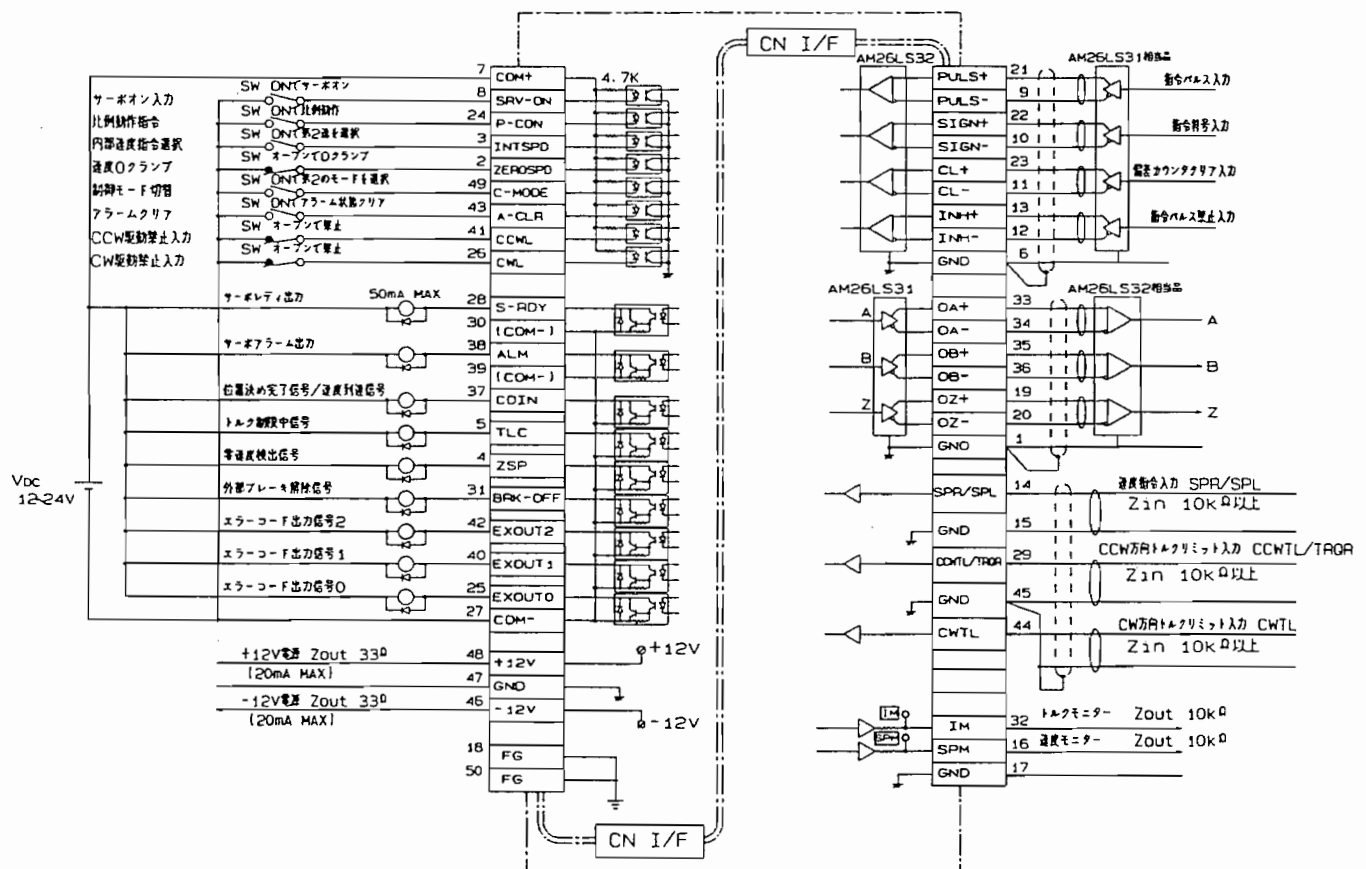 CN I/F
7
COM+
4.7K
SW ONでサーボオン
サーボオン入力
8
SRV-ON
SW ONで比例動作
比例動作指令
24
P-CON
SW ONで第2速を選択
内部速度指令選択
3
INTSPD
SW オープンで0クランプ
速度0クランプ
2
ZEROSPD
SW ONで第2のモードを選択
制御モード切替
49
C-MODE
SW ONでアラーム状態クリア
アラームクリア
43
A-CLR
SW オープンで禁止
CCW駆動禁止入力
41
CCWL
SW オープンで禁止
CW駆動禁止入力
26
CWL
サーボレディ出力
50mA MAX
28
S-RDY
30
(COM-)
サーボアラーム出力
38
ALM
39
(COM-)
位置決め完了信号/速度到達信号
37
COIN
トルク制限中信号
5
TLC
零速度検出信号
4
ZSP
外部ブレーキ解除信号
31
BRK-OFF
エラーコード出力信号2
42
EXOUT2
エラーコード出力信号1
40
EXOUT1
エラーコード出力信号0
25
EXOUT0
27
COM-
VDC
12~24V
+12V電源 Zout 33Ω
(20mA MAX)
48
+12V
+12V
47
GND
-12V電源 Zout 33Ω
(20mA MAX)
46
-12V
-12V
18
FG
50
FG
CN I/F
AM26LS32
AM26LS31相当品
PULS+
21
指令パルス入力
PULS-
9
SIGN+
22
指令符号入力
SIGN-
10
CL+
23
偏差カウンタクリア入力
CL-
11
INH+
13
指令パルス禁止入力
INH-
12
GND
6
AM26LS31
AM26LS32相当品
A
OA+
33
A
OA-
34
B
OB+
35
B
OB-
36
Z
OZ+
19
Z
OZ-
20
GND
1
SPR/SPL
14
速度指令入力 SPR/SPL
Zin 10kΩ以上
GND
15
CCWTL/TRQR
29
CCW方向トルクリミット入力 CCWTL/TRQR
Zin 10kΩ以上
GND
45
CWTL
44
CW方向トルクリミット入力 CWTL
Zin 10kΩ以上
IM
IM
32
トルクモニター Zout 10kΩ
SPM
SPM
16
速度モニター Zout 10kΩ
GND
17